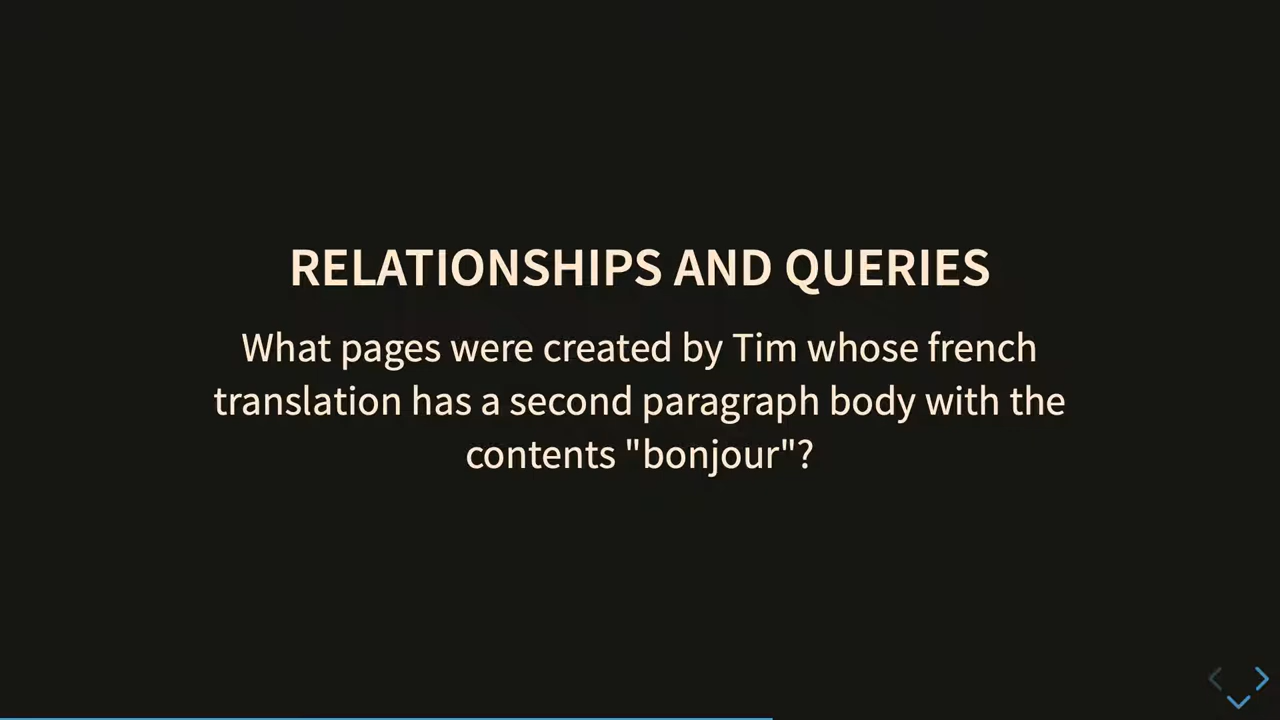 RELATIONSHIPS AND QUERIES
What pages were created by Tim whose french
translation has a second paragraph body with the
contents "bonjour"?